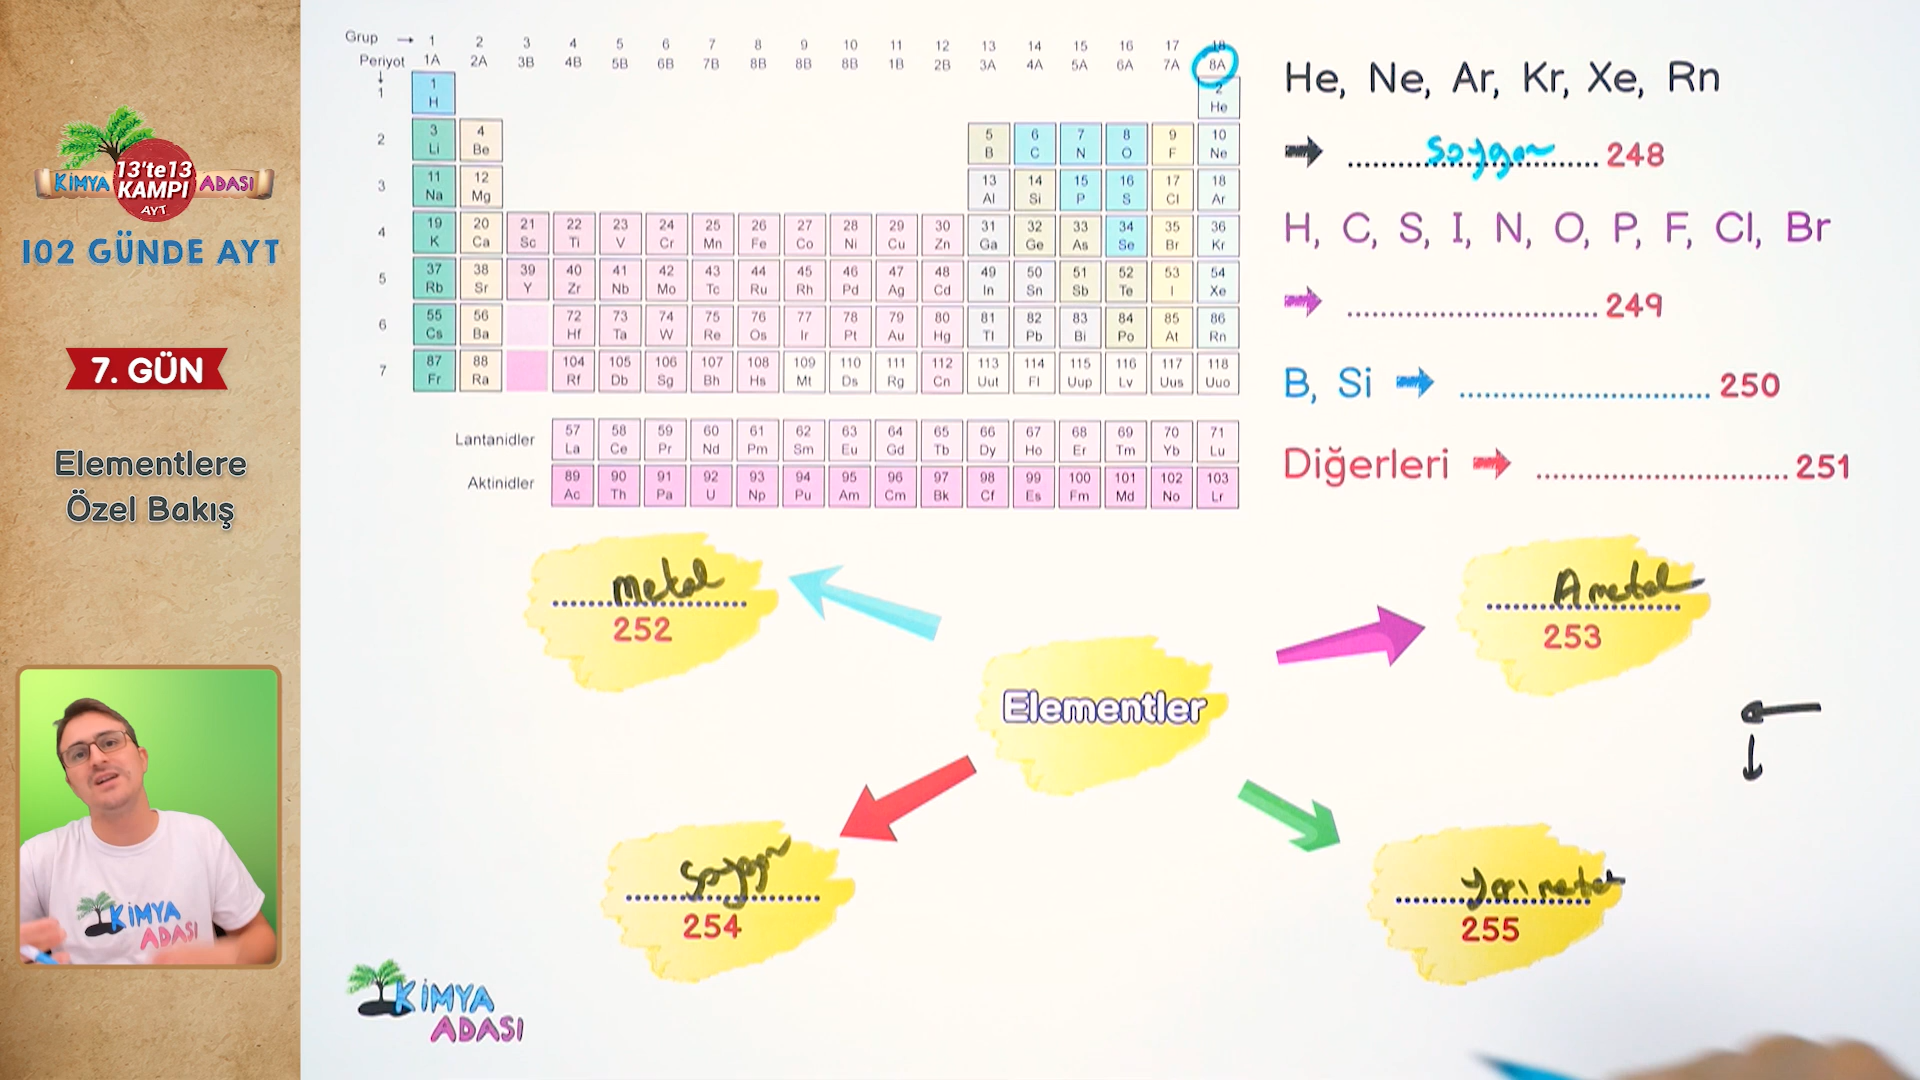 13'te13
KİMYA KAMPI ADASI
AYT
102 GÜNDE AYT
7. GÜN
Elementlere
Özel Bakış
KİMYA
ADASI
Grup → 1 2 3 4 5 6 7 8 9 10 11 12 13 14 15 16 17 18
Periyot 1A 2A 3B 4B 5B 6B 7B 8B 8B 8B 1B 2B 3A 4A 5A 6A 7A 8A
1 1 2
H He
2 3 4 5 6 7 8 9 10
Li Be B C N O F Ne
3 11 12 13 14 15 16 17 18
Na Mg Al Si P S Cl Ar
4 19 20 21 22 23 24 25 26 27 28 29 30 31 32 33 34 35 36
K Ca Sc Ti V Cr Mn Fe Co Ni Cu Zn Ga Ge As Se Br Kr
5 37 38 39 40 41 42 43 44 45 46 47 48 49 50 51 52 53 54
Rb Sr Y Zr Nb Mo Tc Ru Rh Pd Ag Cd In Sn Sb Te I Xe
6 55 56 72 73 74 75 76 77 78 79 80 81 82 83 84 85 86
Cs Ba Hf Ta W Re Os Ir Pt Au Hg Tl Pb Bi Po At Rn
7 87 88 104 105 106 107 108 109 110 111 112 113 114 115 116 117 118
Fr Ra Rf Db Sg Bh Hs Mt Ds Rg Cn Uut Fl Uup Lv Uus Uuo
Lantanidler 57 58 59 60 61 62 63 64 65 66 67 68 69 70 71
La Ce Pr Nd Pm Sm Eu Gd Tb Dy Ho Er Tm Yb Lu
Aktinidler 89 90 91 92 93 94 95 96 97 98 99 100 101 102 103
Ac Th Pa U Np Pu Am Cm Bk Cf Es Fm Md No Lr
He, Ne, Ar, Kr, Xe, Rn
Soygaz 248
H, C, S, I, N, O, P, F, Cl, Br
249
B, Si 250
Diğerleri 251
Metal
252
Ametal
253
Elementler
Soygaz
254
Yarı metal
255
KİMYA
ADASI